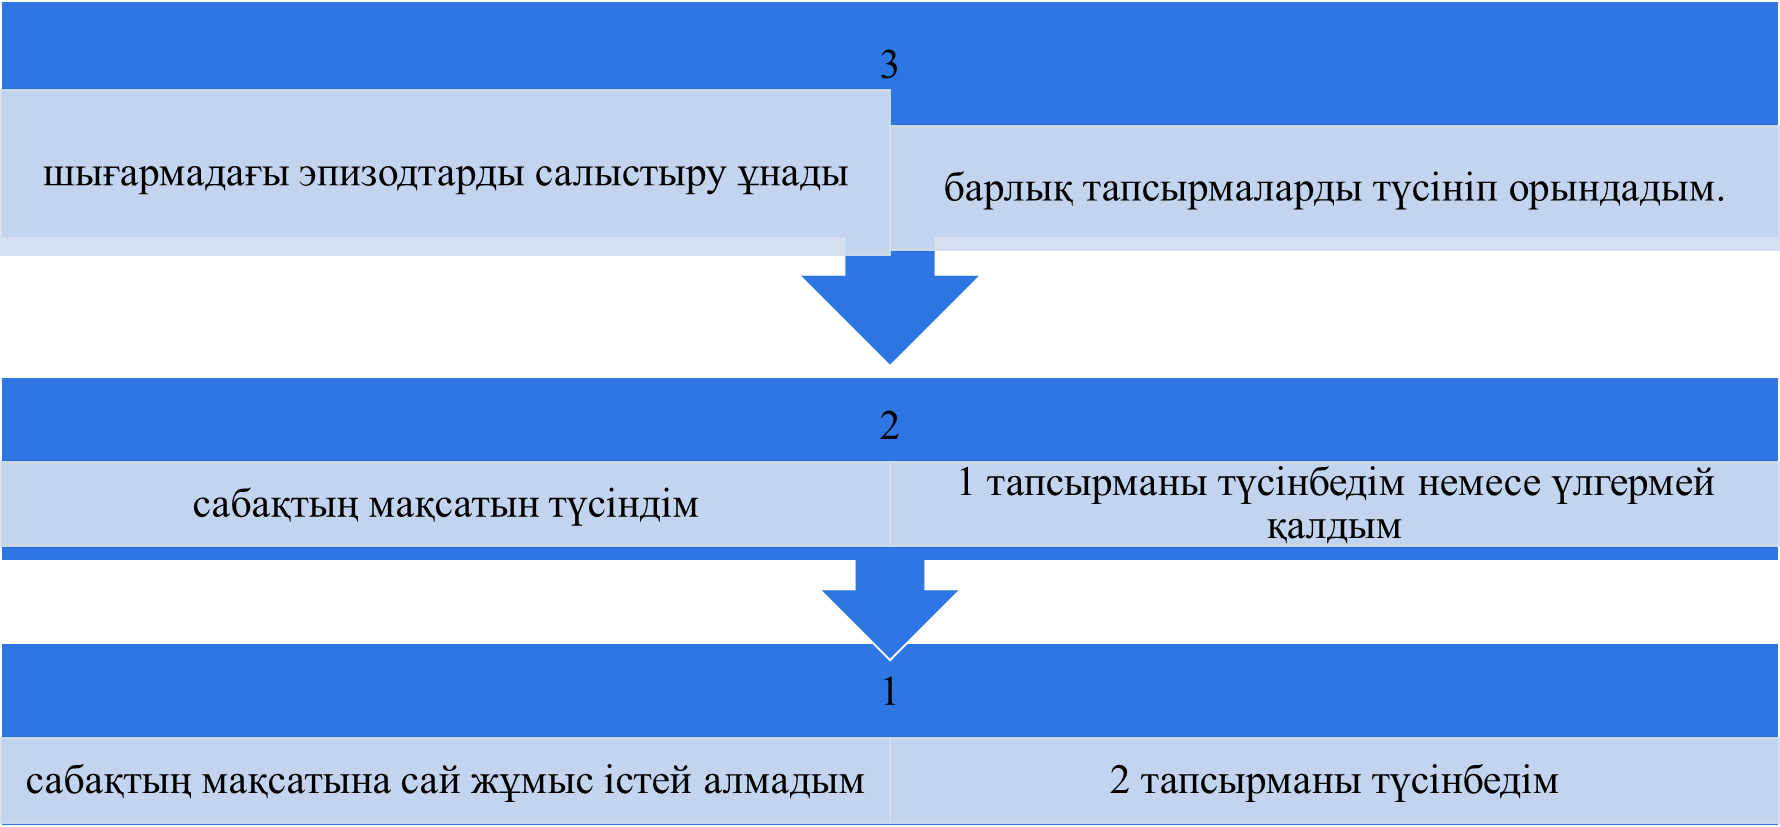 3
шығармадағы эпизодтарды салыстыру ұнады
барлық тапсырмаларды түсініп орындадым.
2
сабақтың мақсатын түсіндім
1 тапсырманы түсінбедім немесе үлгермей
қалдым
1
сабақтың мақсатына сай жұмыс істей алмадым
2 тапсырманы түсінбедім